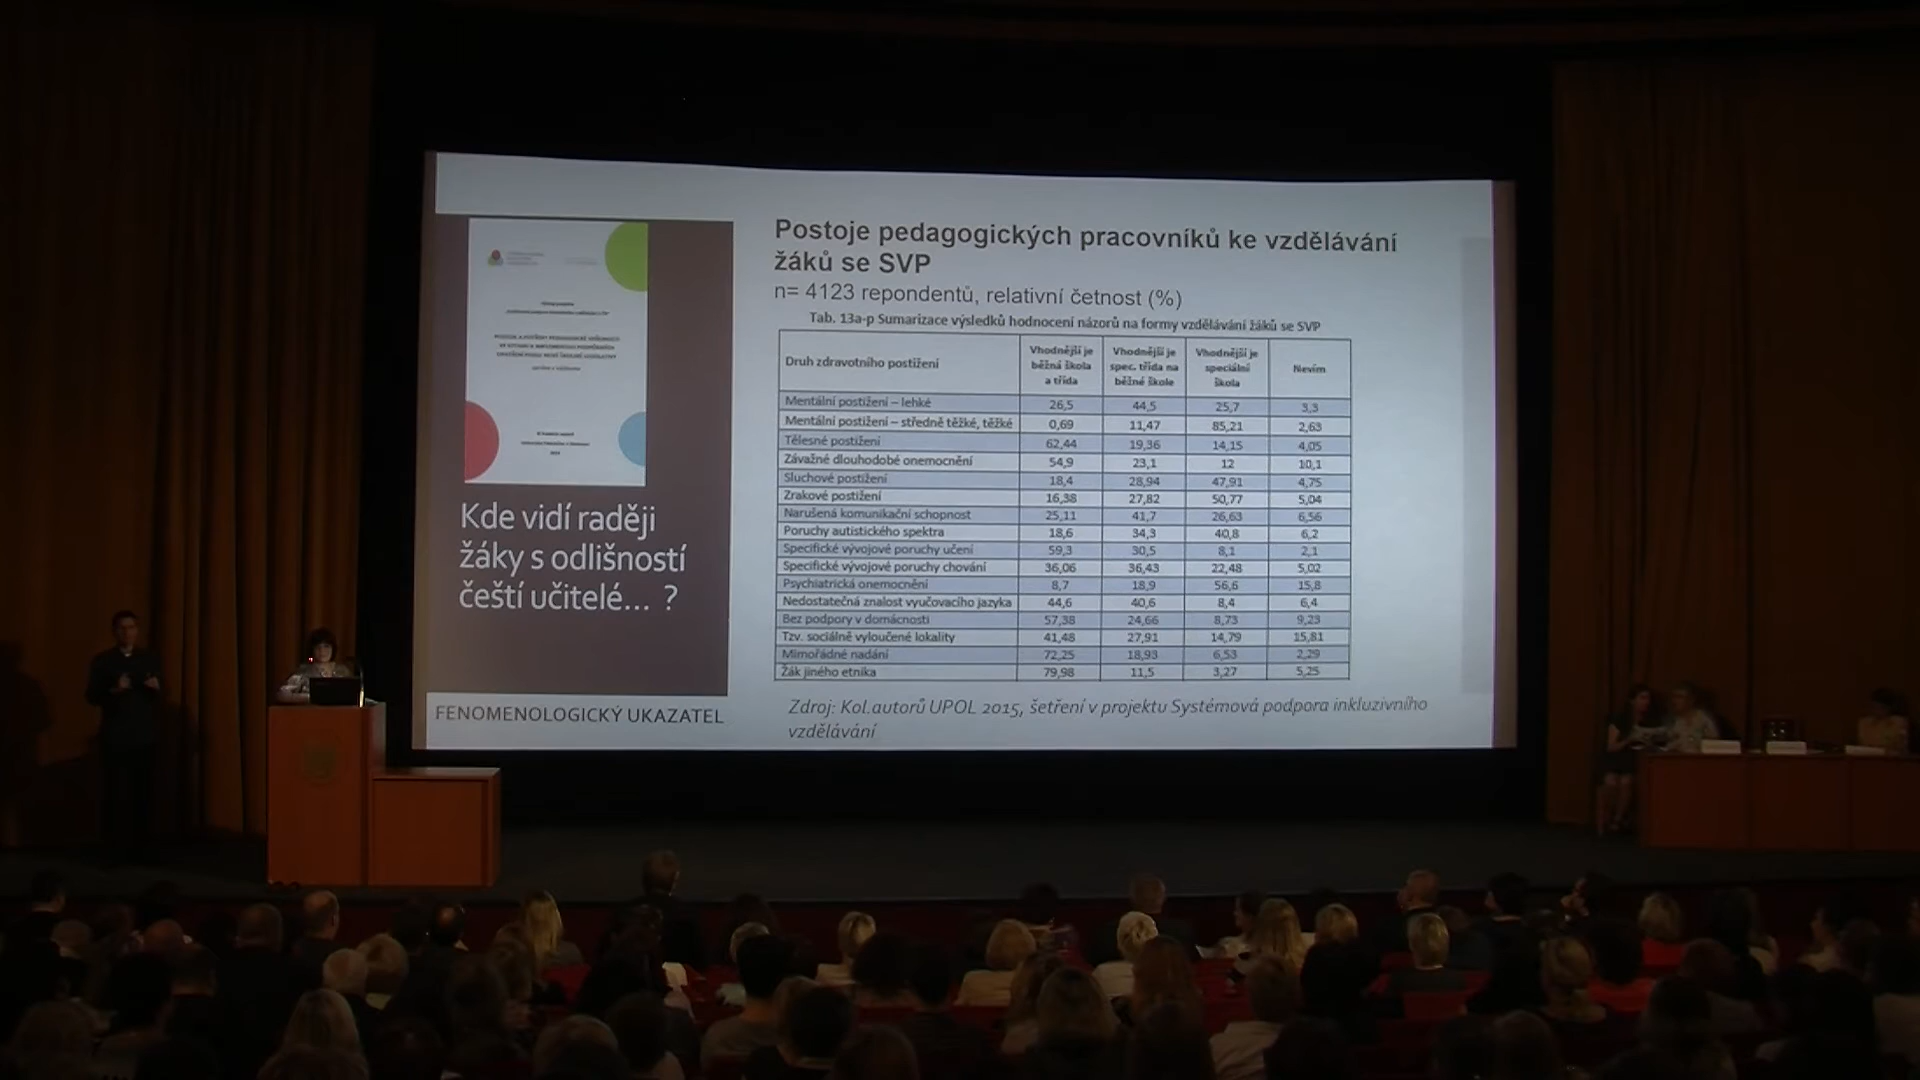 Postoje pedagogických pracovníků ke vzdělávání
žáků se SVP
n= 4123 repondentů, relativní četnost (%)
Tab. 13a-p Sumarizace výsledků hodnocení názorů na formy vzdělávání žáků se SVP
Druh zdravotního postižení
Vhodnější je
běžná škola
a třída
Vhodnější je
spec. třída na
běžné škole
Vhodnější je
speciální
škola
Nevím
Mentální postižení – lehké 26,5 44,5 25,7 3,3
Mentální postižení – středně těžké, těžké 0,69 11,47 85,21 2,63
Tělesné postižení 62,44 19,36 14,15 4,05
Závažné dlouhodobé onemocnění 54,9 23,1 12 10,1
Sluchové postižení 18,4 28,94 47,91 4,75
Zrakové postižení 16,38 27,82 50,77 5,04
Narušená komunikační schopnost 25,11 41,7 26,63 6,56
Poruchy autistického spektra 18,6 34,3 40,8 6,2
Specifické vývojové poruchy učení 59,3 30,5 8,1 2,1
Specifické vývojové poruchy chování 36,06 36,43 22,48 5,02
Psychiatrická onemocnění 8,7 18,9 56,6 15,8
Nedostatečná znalost vyučovacího jazyka 44,6 40,6 8,4 6,4
Bez podpory v domácnosti 57,38 24,66 8,73 9,23
Tzv. sociálně vyloučené lokality 41,48 27,91 14,79 15,81
Mimořádné nadání 72,25 18,93 6,53 2,29
Žák jiného etnika 79,98 11,5 3,27 5,25
Zdroj: Kol.autorů UPOL 2015, šetření v projektu Systémová podpora inkluzivního
vzdělávání
Kde vidí raději
žáky s odlišností
čeští učitelé... ?
FENOMENOLOGICKÝ UKAZATEL